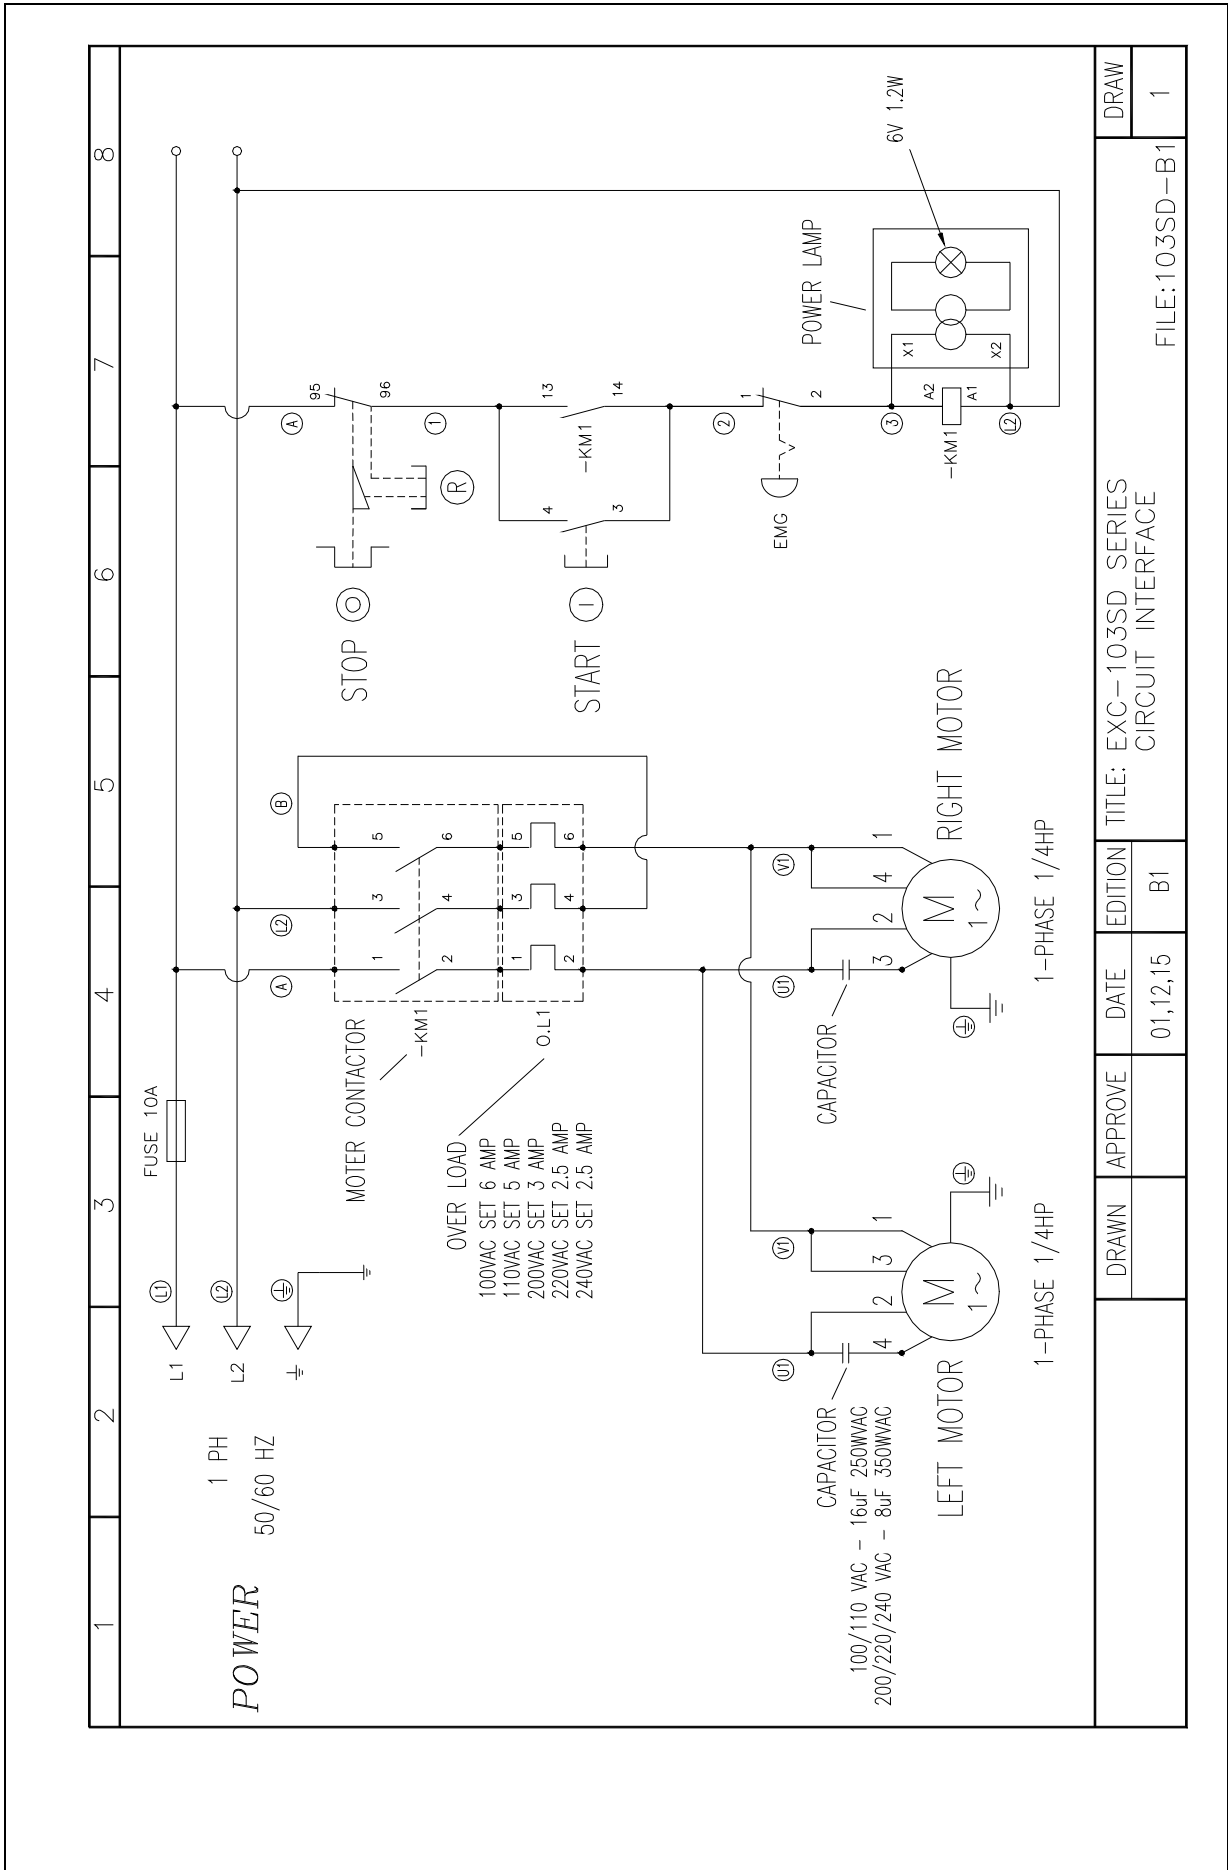 1
2
3
4
5
6
7
8
POWER
1 PH
50/60 HZ
L1
L2
L1
L2
FUSE 10A
MOTER CONTACTOR
-KM1
A
L2
B
1
3
5
2
4
6
OVER LOAD
100VAC SET 6 AMP
110VAC SET 5 AMP
200VAC SET 3 AMP
220VAC SET 2.5 AMP
240VAC SET 2.5 AMP
O.L1
1
3
5
2
4
6
STOP
R
A
95
96
1
START
I
4
3
-KM1
13
14
2
EMG
1
2
3
-KM1
A2
A1
L2
POWER LAMP
X1
X2
6V 1.2W
CAPACITOR
100/110 VAC - 16uF 250WVAC
200/220/240 VAC - 8uF 350WVAC
U1
V1
4
2
3
1
M
1~
LEFT MOTOR
1-PHASE 1/4HP
CAPACITOR
U1
V1
3
2
4
1
M
1~
RIGHT MOTOR
1-PHASE 1/4HP
DRAWN
APPROVE
DATE
01,12,15
EDITION
B1
TITLE: EXC-103SD SERIES
CIRCUIT INTERFACE
FILE:103SD-B1
DRAW
1